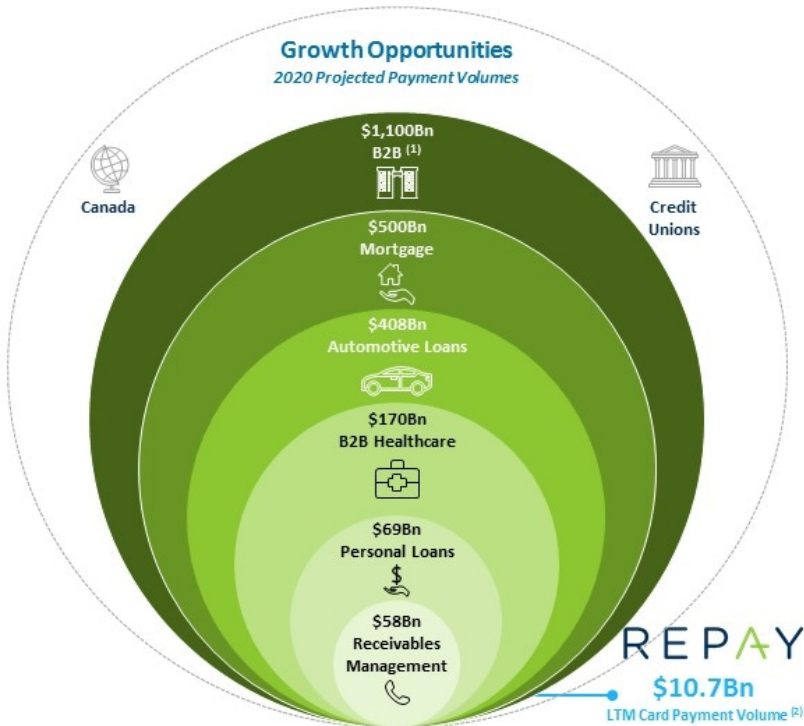 Growth Opportunities
2020 Projected Payment Volumes
$1,100Bn
B2B (1)
Canada
Credit
Unions
$500Bn
Mortgage
$408Bn
Automotive Loans
$170Bn
B2B Healthcare
$69Bn
Personal Loans
$
$58Bn
Receivables
Management
REPAY
$10.7Bn
LTM Card Payment Volume (2)